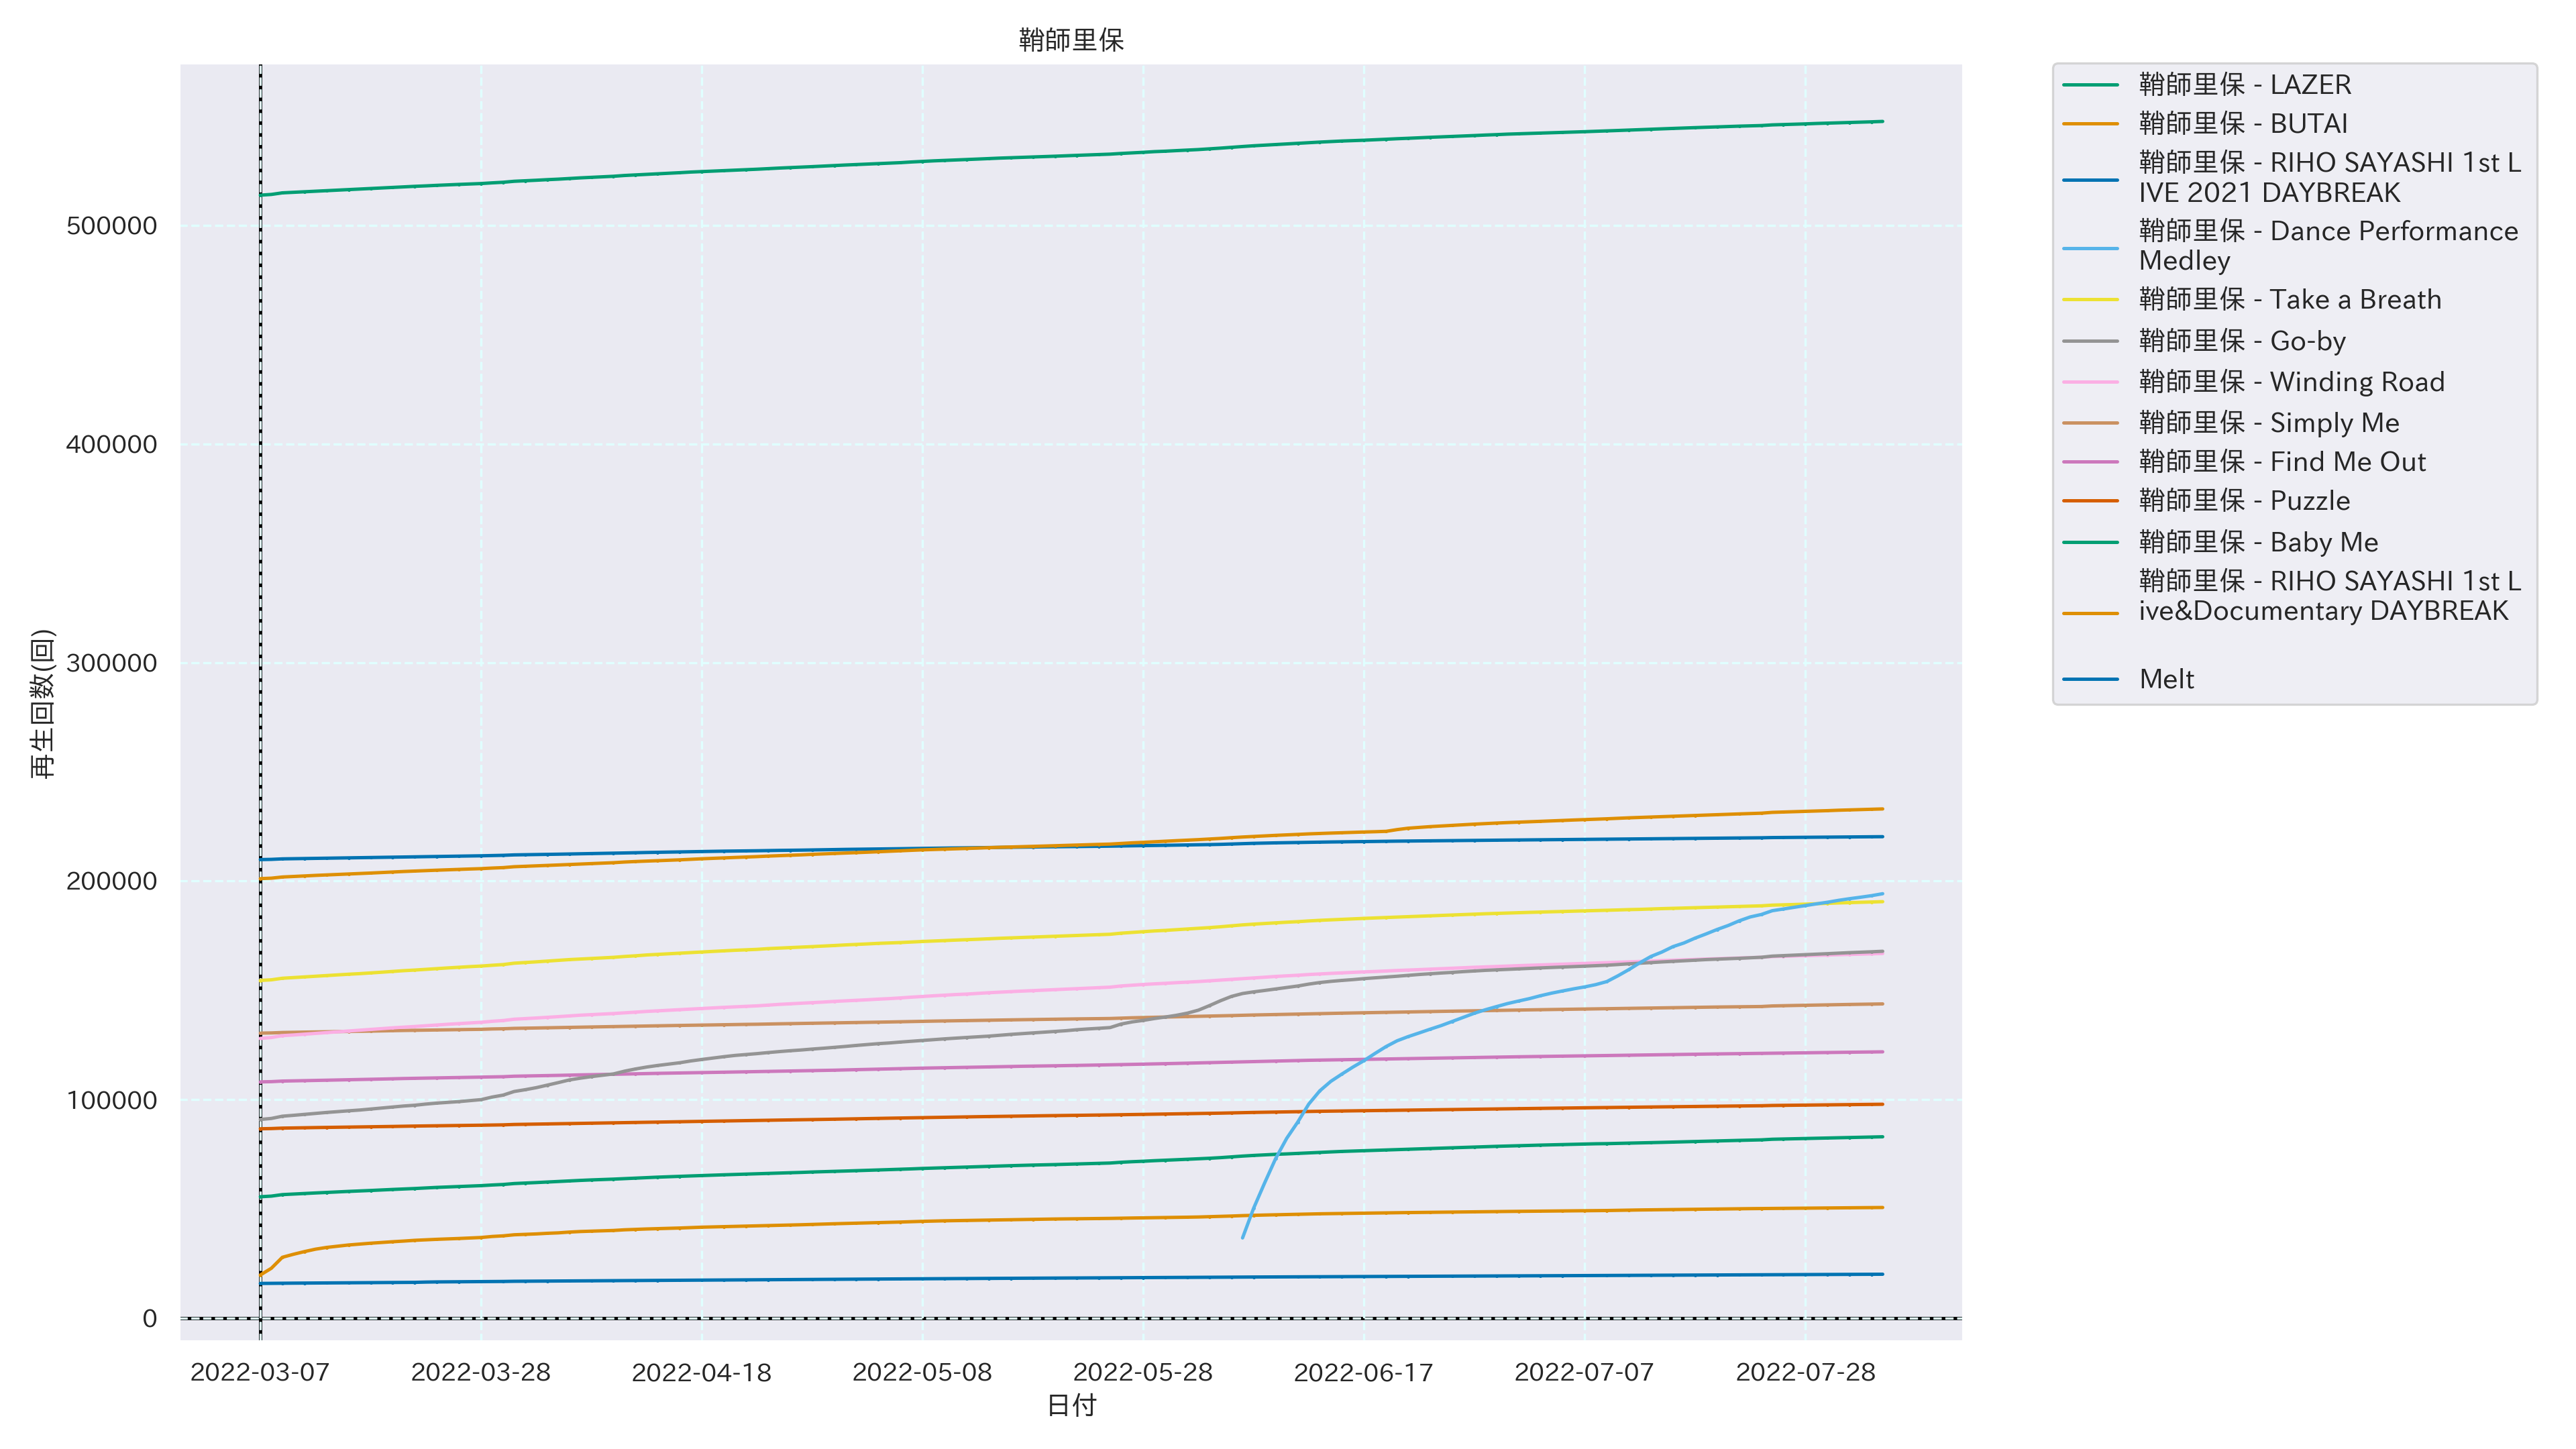 鞘師里保
再生回数(回)
500000
400000
300000
200000
100000
0
2022-03-07
2022-03-28
2022-04-18
2022-05-08
2022-05-28
2022-06-17
2022-07-07
2022-07-28
日付
鞘師里保 - LAZER
鞘師里保 - BUTAI
鞘師里保 - RIHO SAYASHI 1st L
IVE 2021 DAYBREAK
鞘師里保 - Dance Performance
Medley
鞘師里保 - Take a Breath
鞘師里保 - Go-by
鞘師里保 - Winding Road
鞘師里保 - Simply Me
鞘師里保 - Find Me Out
鞘師里保 - Puzzle
鞘師里保 - Baby Me
鞘師里保 - RIHO SAYASHI 1st L
ive&Documentary DAYBREAK
Melt